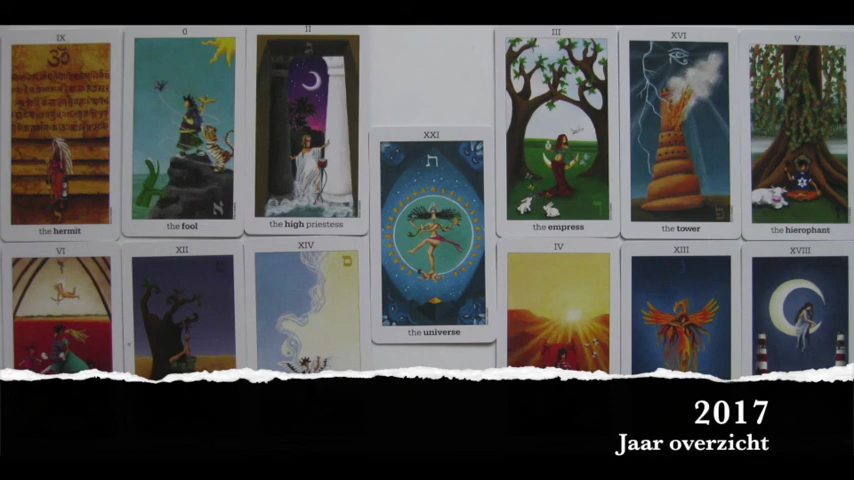 IX
0
II
III
XVI
V
ॐ
א
ד
פ
the hermit
the fool
the high priestess
the empress
the tower
the hierophant
XXI
ת
the universe
VI
XII
XIV
IV
XIII
XVIII
ס
2017
Jaar overzicht